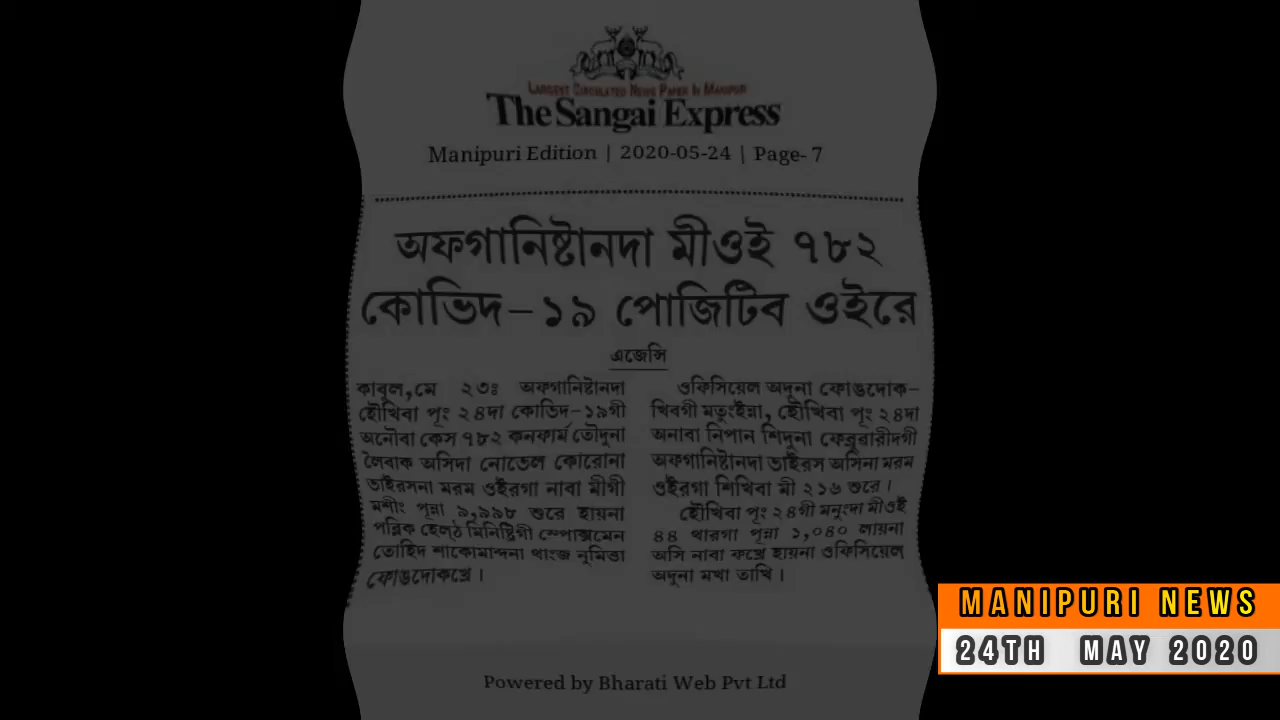 LARGEST CIRCULATED NEWS PAPER IN MANIPUR
The Sangai Express
Manipuri Edition | 2020-05-24 | Page- 7
অফগানিষ্টানদা মীওই ৭৮২
কোভিদ-১৯ পোজিটিব ওইরে
এজেন্সি
কাবুল,মে ২৩ঃ অফগানিষ্টানদা
হৌখিবা পূং ২৪দা কোভিদ-১৯গী
অনৌবা কেস ৭৮২ কনফার্ম তৌদুনা
লৈবাক অসিদা নোভেল কোরোনা
ভাইরসনা মরম ওইরগা নাবা মীগী
মশীং পুন্না ৯,৯৯৮ শুরে হায়না
পব্লিক হেল্‌ঠ মিনিষ্ট্রিগী স্পোক্সমেন
তোহিদ শাকোমান্দনা থাংজ নুমিত্তা
ফোঙদোকখ্রে।
ওফিসিয়েল অদুনা ফোঙদোক-
খিবগী মতুংইন্না, হৌখিবা পূং ২৪দা
অনাবা নিপান শিদুনা ফেব্রুৱারীদগী
অফগানিষ্টানদা ভাইরস অসিনা মরম
ওইরগা শিখিবা মী ২১৬ শুরে।
হৌখিবা পূং ২৪গী মনুংদা মীওই
৪৪ থারগা পুন্না ১,০৪০ লায়না
অসি নাবা ফখ্রে হায়না ওফিসিয়েল
অদুনা মখা তাখি।
MANIPURI NEWS
24TH MAY 2020
Powered by Bharati Web Pvt Ltd